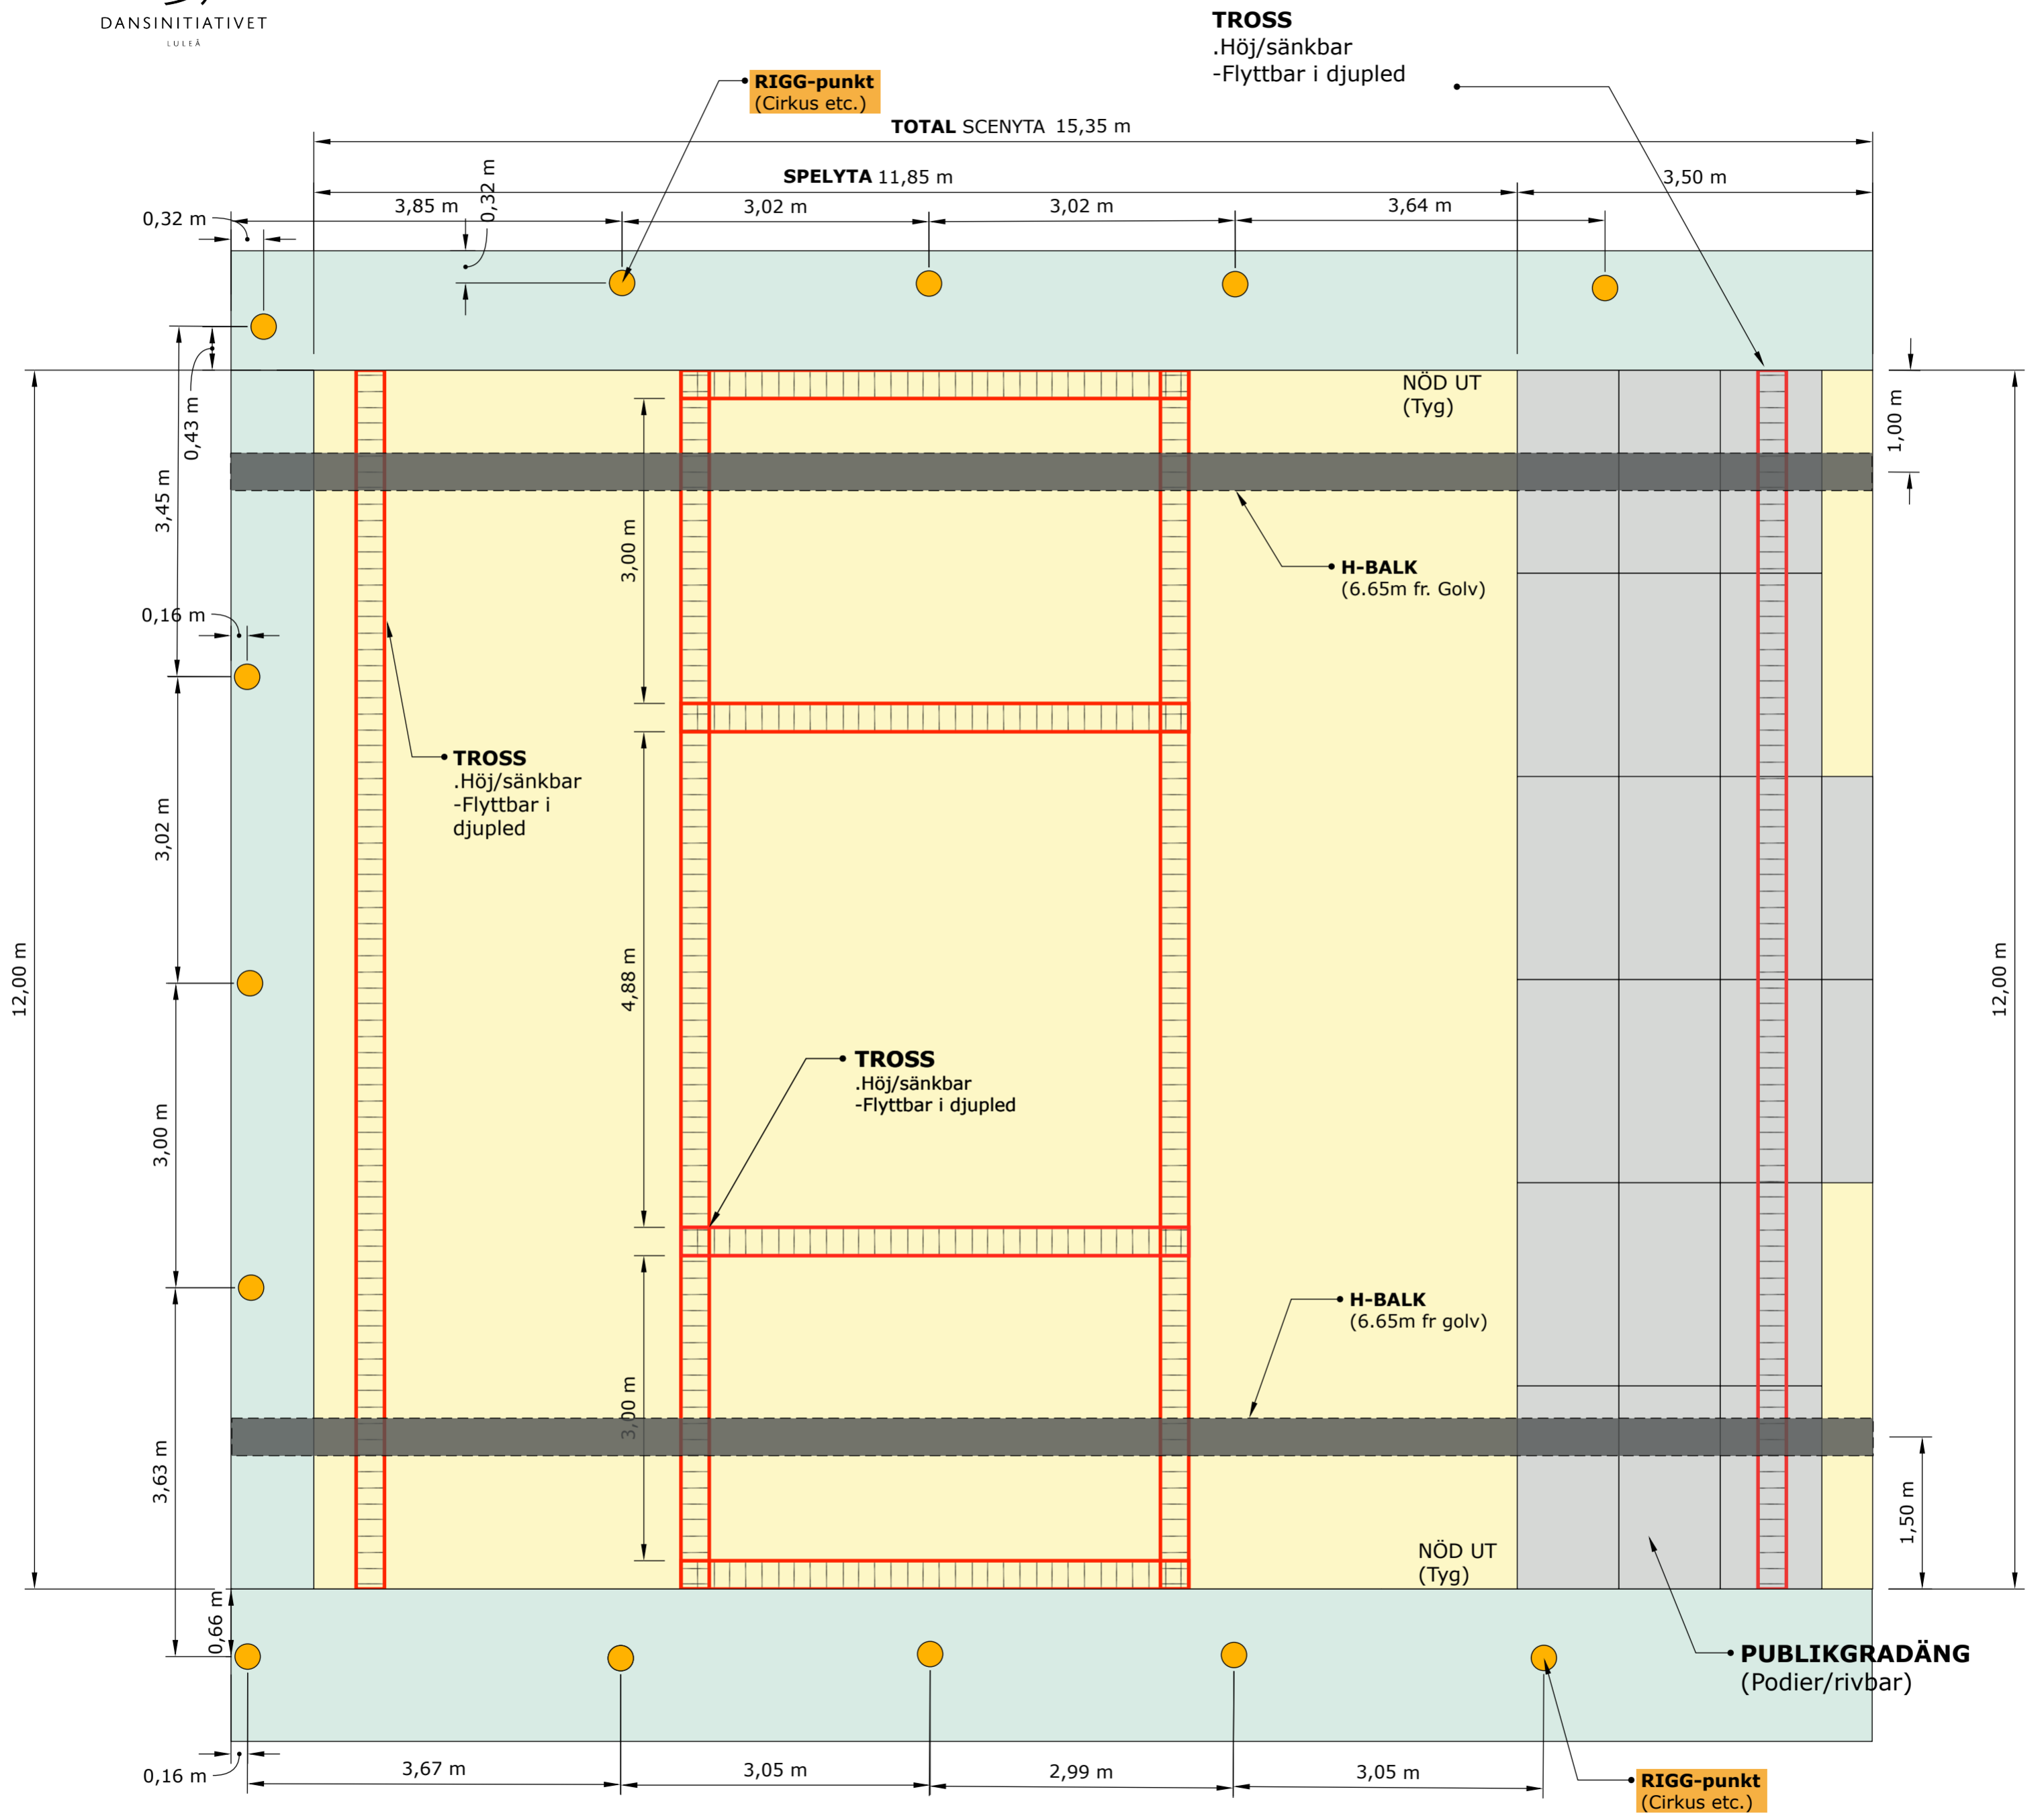 DANSINITIATIVET
LULEÅ
TROSS
.Höj/sänkbar
-Flyttbar i djupled
RIGG-punkt
(Cirkus etc.)
TOTAL SCENYTA 15,35 m
SPELYTA 11,85 m
3,50 m
0,32 m
3,85 m
0,32 m
3,02 m
3,02 m
3,64 m
NÖD UT
(Tyg)
1,00 m
0,43 m
3,45 m
3,00 m
H-BALK
(6.65m fr. Golv)
0,16 m
TROSS
.Höj/sänkbar
-Flyttbar i
djupled
3,02 m
12,00 m
4,88 m
12,00 m
TROSS
.Höj/sänkbar
-Flyttbar i djupled
3,00 m
H-BALK
(6.65m fr golv)
3,00 m
3,63 m
1,50 m
NÖD UT
(Tyg)
0,66 m
PUBLIKGRADÄNG
(Podier/rivbar)
0,16 m
3,67 m
3,05 m
2,99 m
3,05 m
RIGG-punkt
(Cirkus etc.)